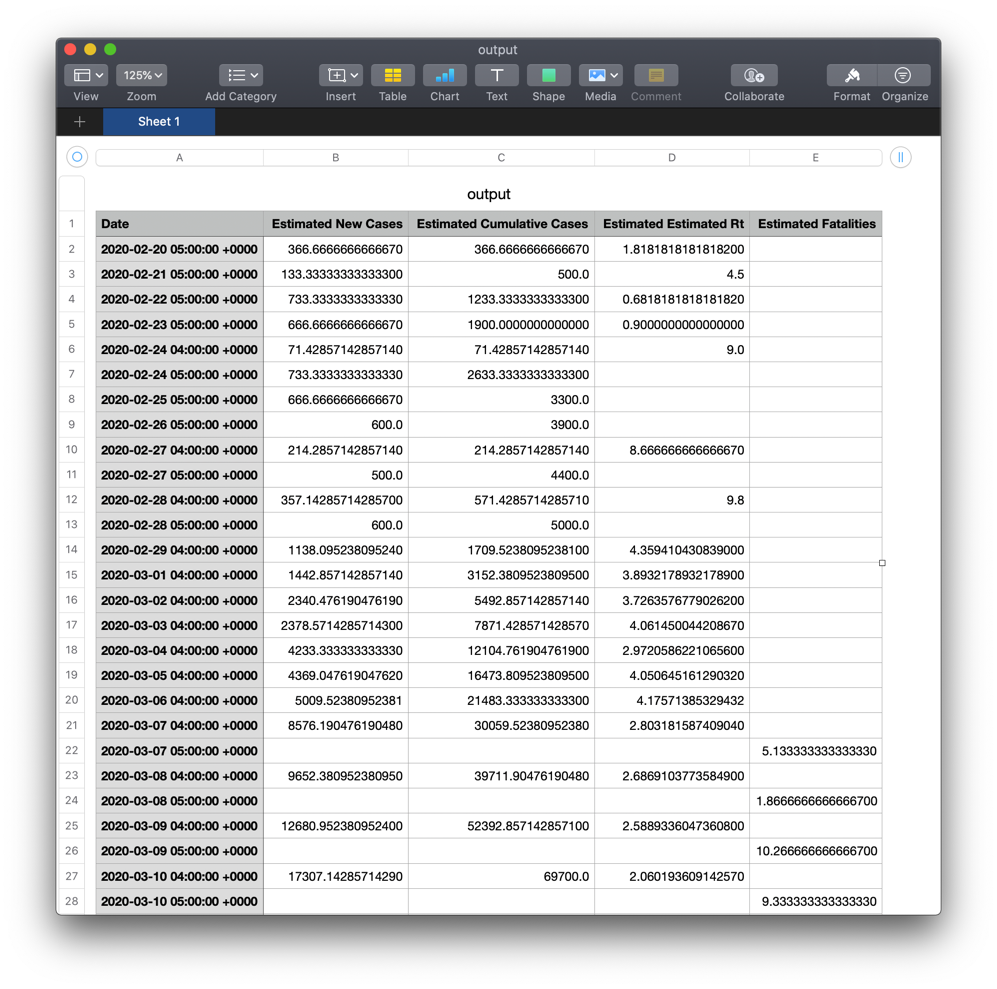 output
125%
View Zoom Add Category Insert Table Chart Text Shape Media Comment Collaborate Format Organize
Sheet 1
A B C D E
output
1 Date Estimated New Cases Estimated Cumulative Cases Estimated Estimated Rt Estimated Fatalities
2 2020-02-20 05:00:00 +0000 366.6666666666670 366.6666666666670 1.8181818181818200
3 2020-02-21 05:00:00 +0000 133.33333333333300 500.0 4.5
4 2020-02-22 05:00:00 +0000 733.3333333333330 1233.3333333333300 0.6818181818181820
5 2020-02-23 05:00:00 +0000 666.6666666666670 1900.0000000000000 0.9000000000000000
6 2020-02-24 04:00:00 +0000 71.42857142857140 71.42857142857140 9.0
7 2020-02-24 05:00:00 +0000 733.3333333333330 2633.3333333333300
8 2020-02-25 05:00:00 +0000 666.6666666666670 3300.0
9 2020-02-26 05:00:00 +0000 600.0 3900.0
10 2020-02-27 04:00:00 +0000 214.2857142857140 214.2857142857140 8.666666666666670
11 2020-02-27 05:00:00 +0000 500.0 4400.0
12 2020-02-28 04:00:00 +0000 357.14285714285700 571.4285714285710 9.8
13 2020-02-28 05:00:00 +0000 600.0 5000.0
14 2020-02-29 04:00:00 +0000 1138.095238095240 1709.5238095238100 4.359410430839000
15 2020-03-01 04:00:00 +0000 1442.857142857140 3152.3809523809500 3.8932178932178900
16 2020-03-02 04:00:00 +0000 2340.476190476190 5492.857142857140 3.7263576779026200
17 2020-03-03 04:00:00 +0000 2378.5714285714300 7871.428571428570 4.061450044208670
18 2020-03-04 04:00:00 +0000 4233.333333333330 12104.761904761900 2.9720586221065600
19 2020-03-05 04:00:00 +0000 4369.047619047620 16473.809523809500 4.050645161290320
20 2020-03-06 04:00:00 +0000 5009.52380952381 21483.333333333300 4.17571385329432
21 2020-03-07 04:00:00 +0000 8576.190476190480 30059.52380952380 2.803181587409040
22 2020-03-07 05:00:00 +0000 5.133333333333330
23 2020-03-08 04:00:00 +0000 9652.380952380950 39711.90476190480 2.6869103773584900
24 2020-03-08 05:00:00 +0000 1.8666666666666700
25 2020-03-09 04:00:00 +0000 12680.952380952400 52392.857142857100 2.5889336047360800
26 2020-03-09 05:00:00 +0000 10.266666666666700
27 2020-03-10 04:00:00 +0000 17307.14285714290 69700.0 2.060193609142570
28 2020-03-10 05:00:00 +0000 9.333333333333330